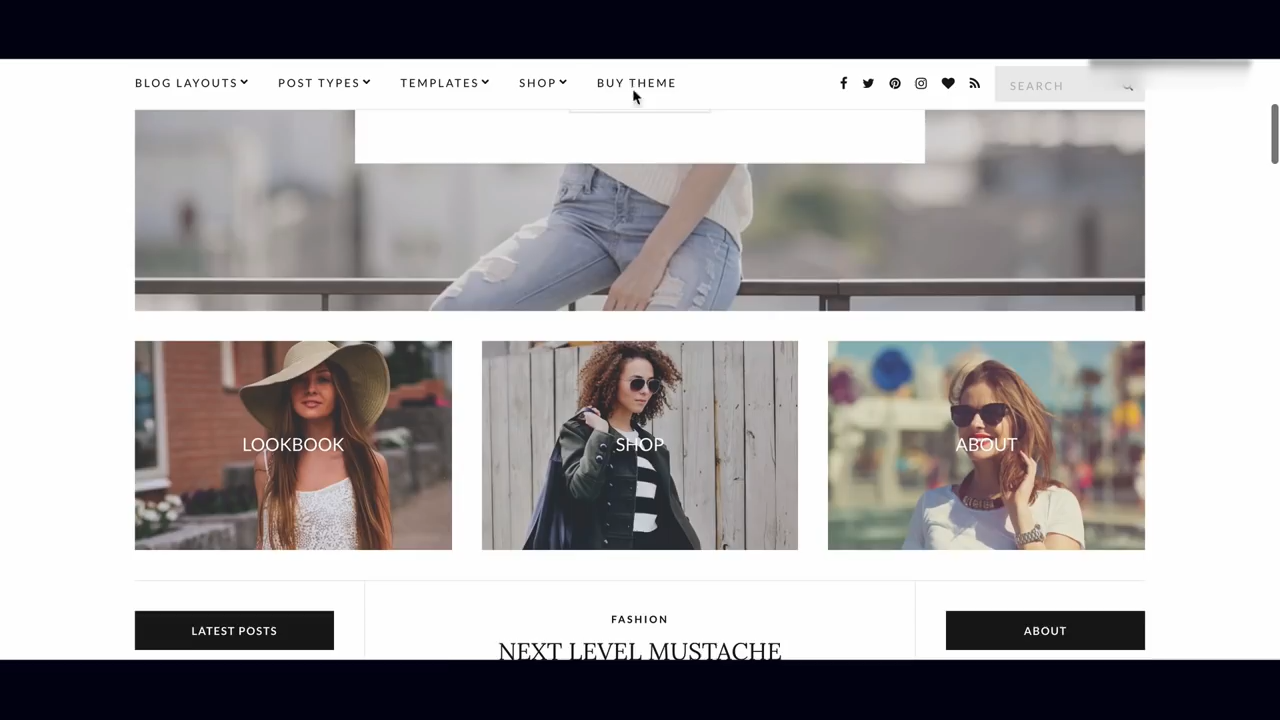 BLOG LAYOUTS POST TYPES TEMPLATES SHOP BUY THEME SEARCH
LOOKBOOK SHOP ABOUT
LATEST POSTS
FASHION
NEXT LEVEL MUSTACHE
ABOUT